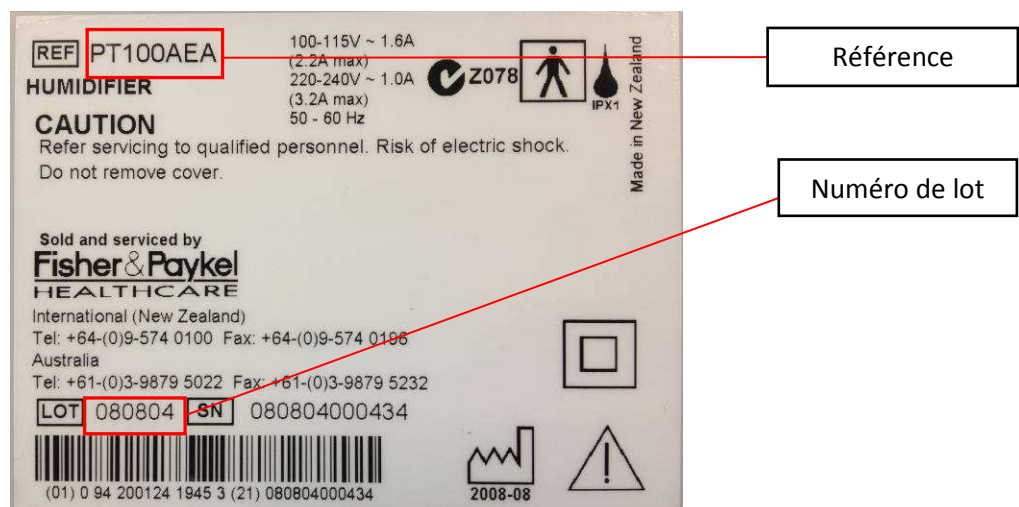 REF PT100AEA
HUMIDIFIER
100-115V ~ 1.6A
(2.2A max)
220-240V ~ 1.0A
(3.2A max)
50 - 60 Hz
Z078
IPX1
Made in New Zealand
Référence
CAUTION
Refer servicing to qualified personnel. Risk of electric shock.
Do not remove cover.
Numéro de lot
Sold and serviced by
Fisher & Paykel
HEALTHCARE
International (New Zealand)
Tel: +64-(0)9-574 0100 Fax: +64-(0)9-574 0196
Australia
Tel: +61-(0)3-9879 5022 Fax: +61-(0)3-9879 5232
LOT 080804 SN 080804000434
(01) 0 94 200124 1945 3 (21) 080804000434
2008-08